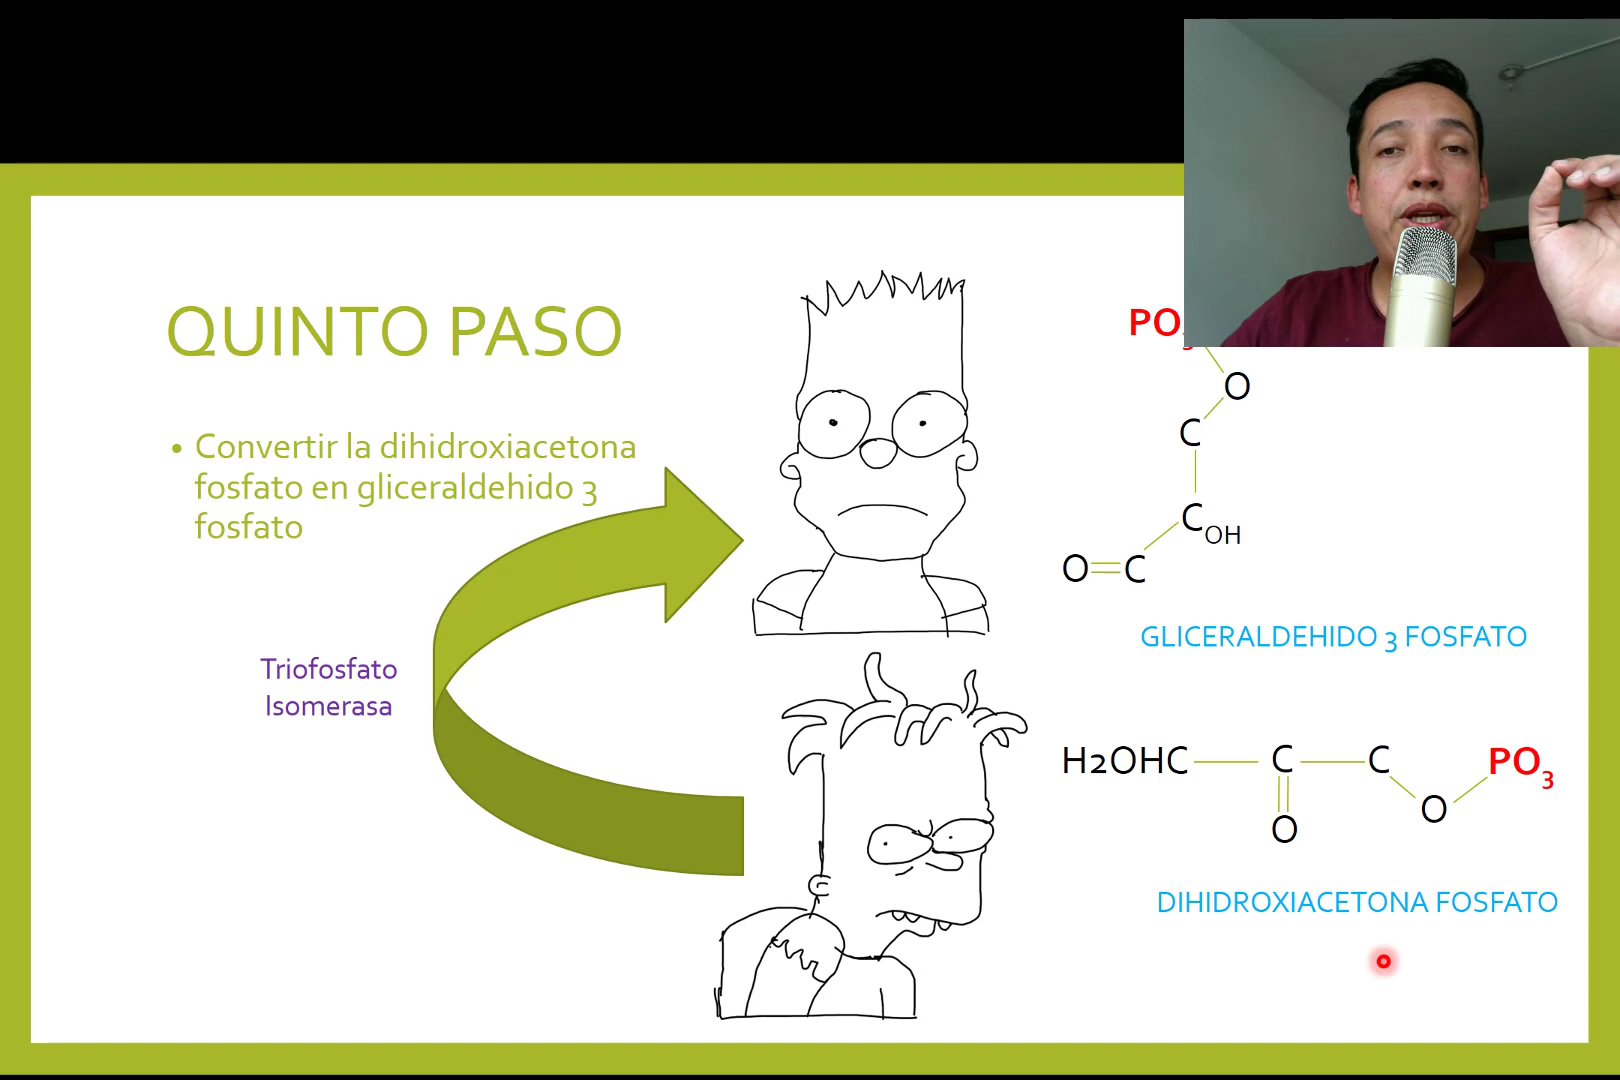 QUINTO PASO
• Convertir la dihidroxiacetona
fosfato en gliceraldehido 3
fosfato
Triofosfato
Isomerasa
PO3
O
C
C OH
O C
GLICERALDEHIDO 3 FOSFATO
H2OHC C C PO3
O
O
DIHIDROXIACETONA FOSFATO